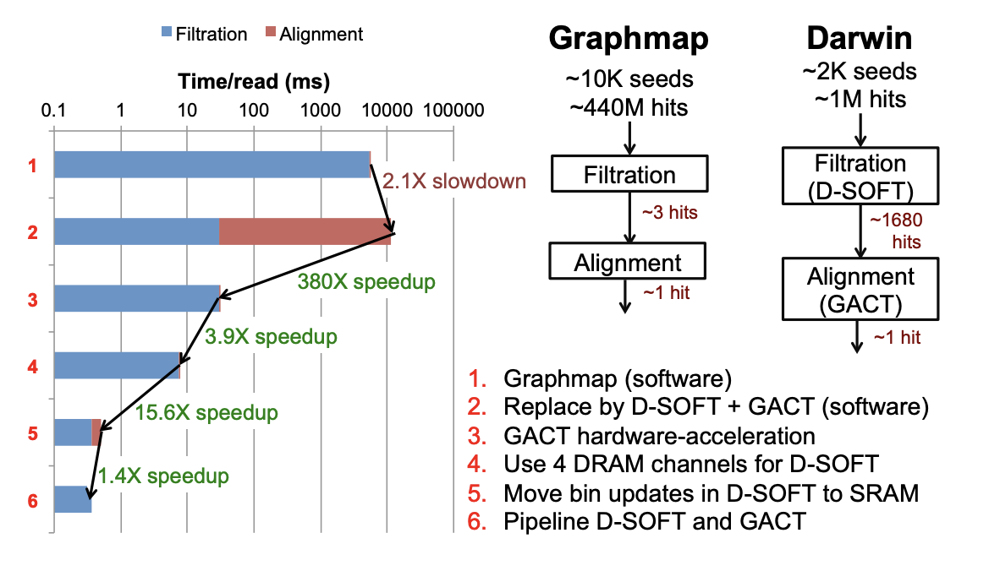 Filtration
Alignment
Time/read (ms)
0.1 1 10 100 1000 10000 100000
1
2.1X slowdown
2
380X speedup
3
3.9X speedup
4
15.6X speedup
5
1.4X speedup
6
Graphmap
~10K seeds
~440M hits
Filtration
~3 hits
Alignment
~1 hit
Darwin
~2K seeds
~1M hits
Filtration
(D-SOFT)
~1680
hits
Alignment
(GACT)
~1 hit
1. Graphmap (software)
2. Replace by D-SOFT + GACT (software)
3. GACT hardware-acceleration
4. Use 4 DRAM channels for D-SOFT
5. Move bin updates in D-SOFT to SRAM
6. Pipeline D-SOFT and GACT